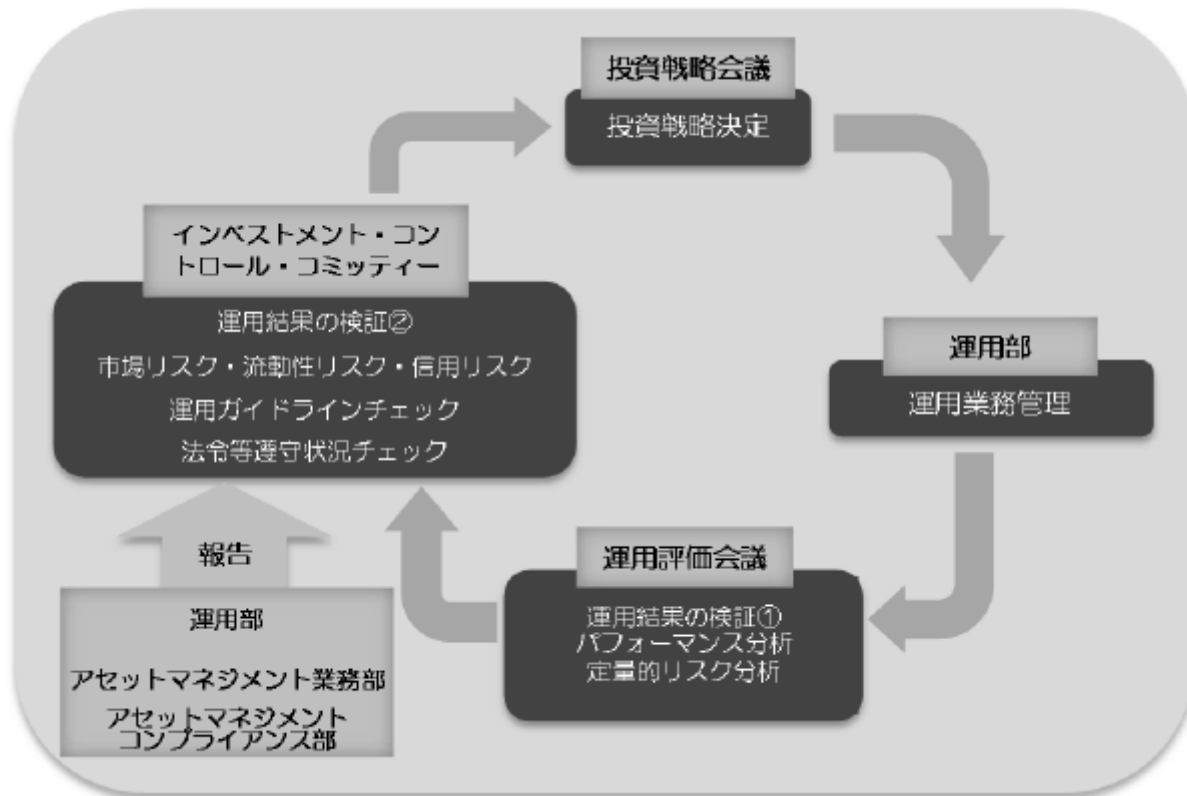 投資戦略会議
投資戦略決定
インベストメント・コン
トロール・コミッティー
運用結果の検証②
市場リスク・流動性リスク・信用リスク
運用ガイドラインチェック
法令等遵守状況チェック
運用部
運用業務管理
運用評価会議
運用結果の検証①
パフォーマンス分析
定量的リスク分析
報告
運用部
アセットマネジメント業務部
アセットマネジメント
コンプライアンス部